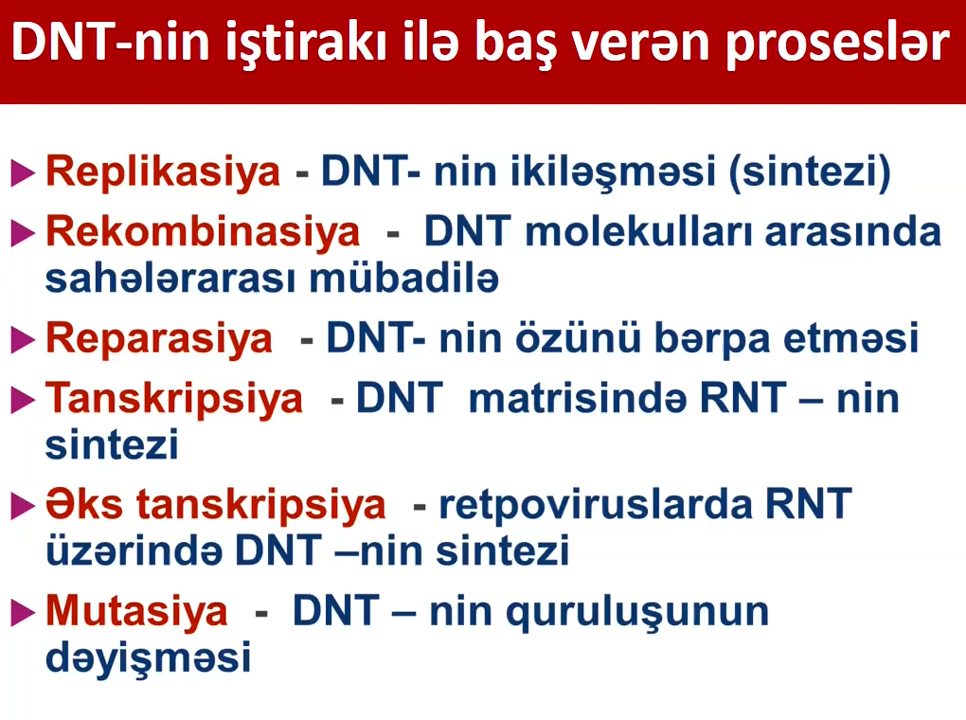 DNT-nin iştirakı ilə baş verən proseslər
Replikasiya - DNT- nin ikiləşməsi (sintezi)
Rekombinasiya - DNT molekulları arasında
sahələrarası mübadilə
Reparasiya - DNT- nin özünü bərpa etməsi
Tanskripsiya - DNT matrisində RNT – nin
sintezi
Əks tanskripsiya - retpoviruslarda RNT
üzərində DNT –nin sintezi
Mutasiya - DNT – nin quruluşunun
dəyişməsi